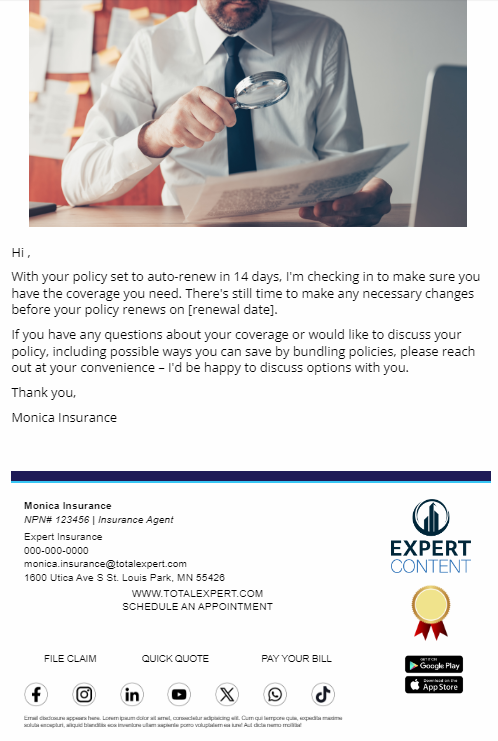 Hi ,
With your policy set to auto-renew in 14 days, I'm checking in to make sure you
have the coverage you need. There's still time to make any necessary changes
before your policy renews on [renewal date].
If you have any questions about your coverage or would like to discuss your
policy, including possible ways you can save by bundling policies, please reach
out at your convenience – I'd be happy to discuss options with you.
Thank you,
Monica Insurance
Monica Insurance
NPN# 123456 | Insurance Agent
Expert Insurance
000-000-0000
monica.insurance@totalexpert.com
1600 Utica Ave S St. Louis Park, MN 55426
WWW.TOTALEXPERT.COM
SCHEDULE AN APPOINTMENT
EXPERT
CONTENT
FILE CLAIM QUICK QUOTE PAY YOUR BILL
GET IT ON
Google Play
Download on the
App Store
Email disclosure appears here. Lorem ipsum dolor sit amet, consectetur adipisicing elit. Cum qui tempore quis, expedita maxime
soluta excepturi, aliquid blanditiis eos inventore ullam sapiente porro voluptatem ea iure! Aut dicta nemo mollitia!